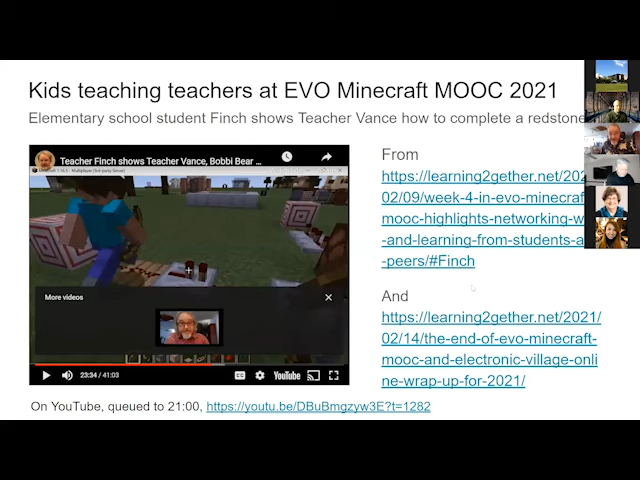 Kids teaching teachers at EVO Minecraft MOOC 2021
Elementary school student Finch shows Teacher Vance how to complete a redstone
Teacher Finch shows Teacher Vance, Bobbi Bear ...
More videos
23:34 / 41:03
CC
YouTube
From
https://learning2gether.net/202
02/09/week-4-in-evo-minecraft
mooc-highlights-networking-w
-and-learning-from-students-a
-peers/#Finch
And
https://learning2gether.net/2021/
02/14/the-end-of-evo-minecraft-
mooc-and-electronic-village-onli
ne-wrap-up-for-2021/
On YouTube, queued to 21:00, https://youtu.be/DBuBmgzyw3E?t=1282